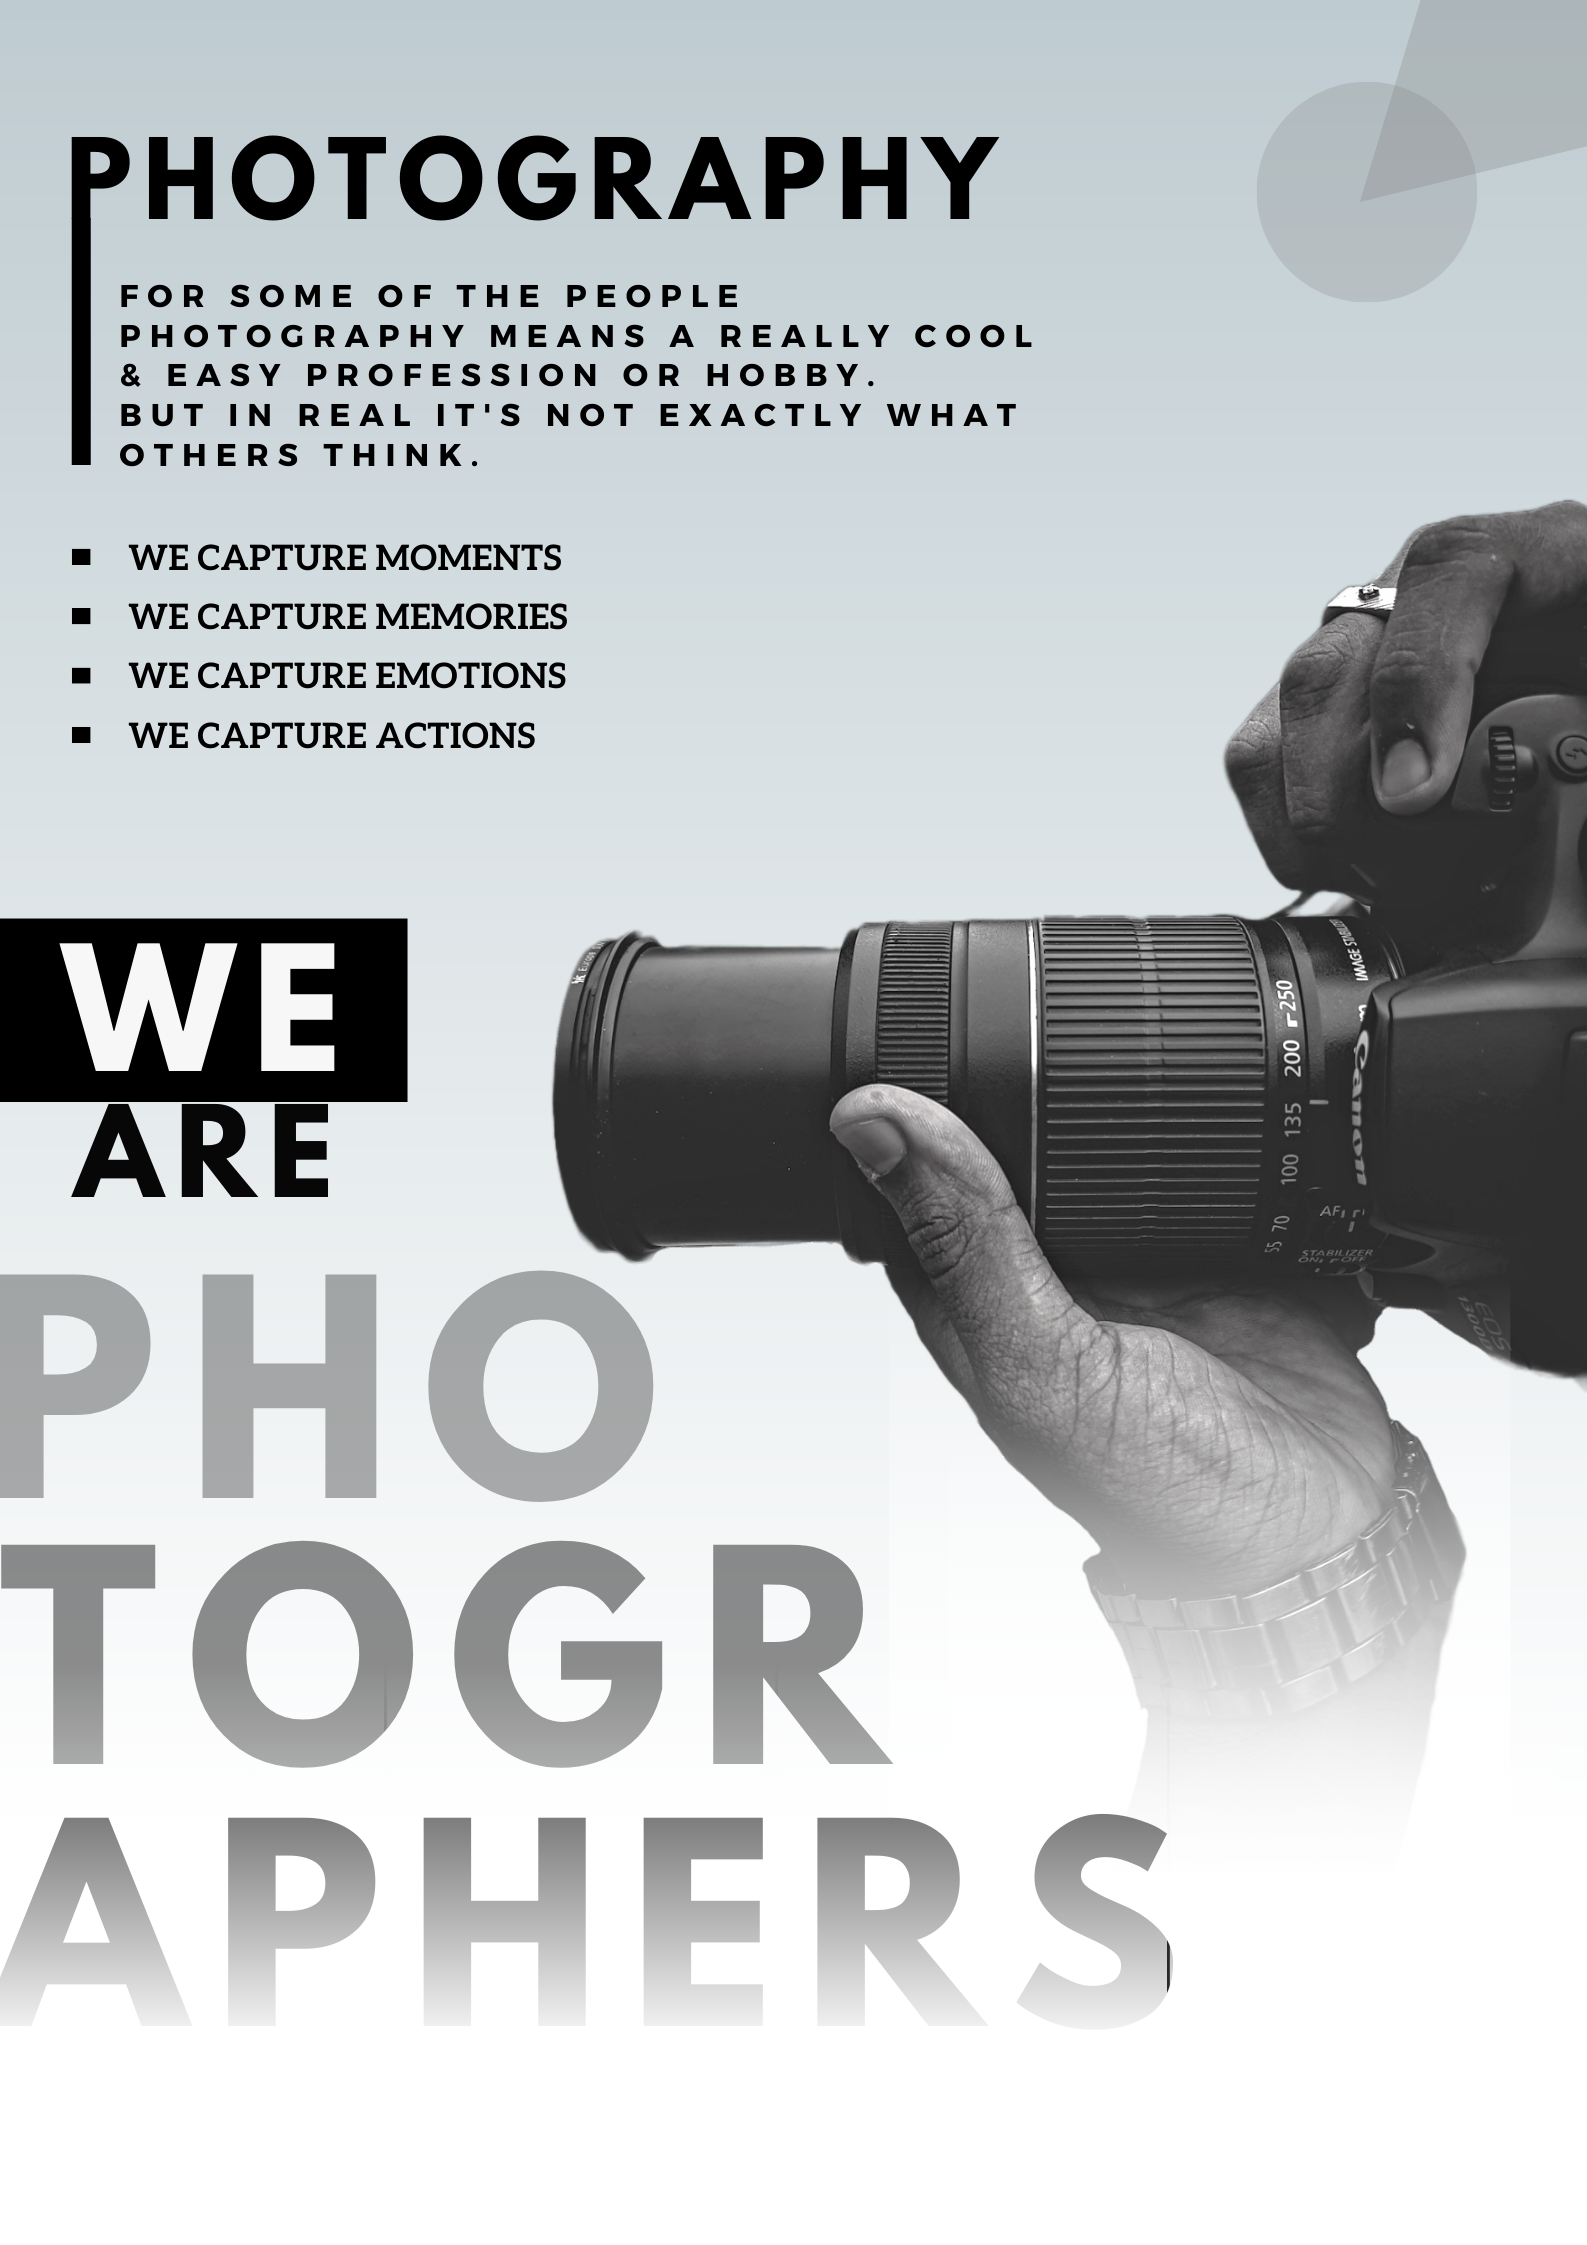 PHOTOGRAPHY
FOR SOME OF THE PEOPLE
PHOTOGRAPHY MEANS A REALLY COOL
& EASY PROFESSION OR HOBBY.
BUT IN REAL IT'S NOT EXACTLY WHAT
OTHERS THINK.
WE CAPTURE MOMENTS
WE CAPTURE MEMORIES
WE CAPTURE EMOTIONS
WE CAPTURE ACTIONS
WE
ARE
PHO
TOGR
APHERS
Europe
IMAGE
Canon
250
200
135
100
70
55
AF
STABILIZER
ON OFF
EOS
1300D